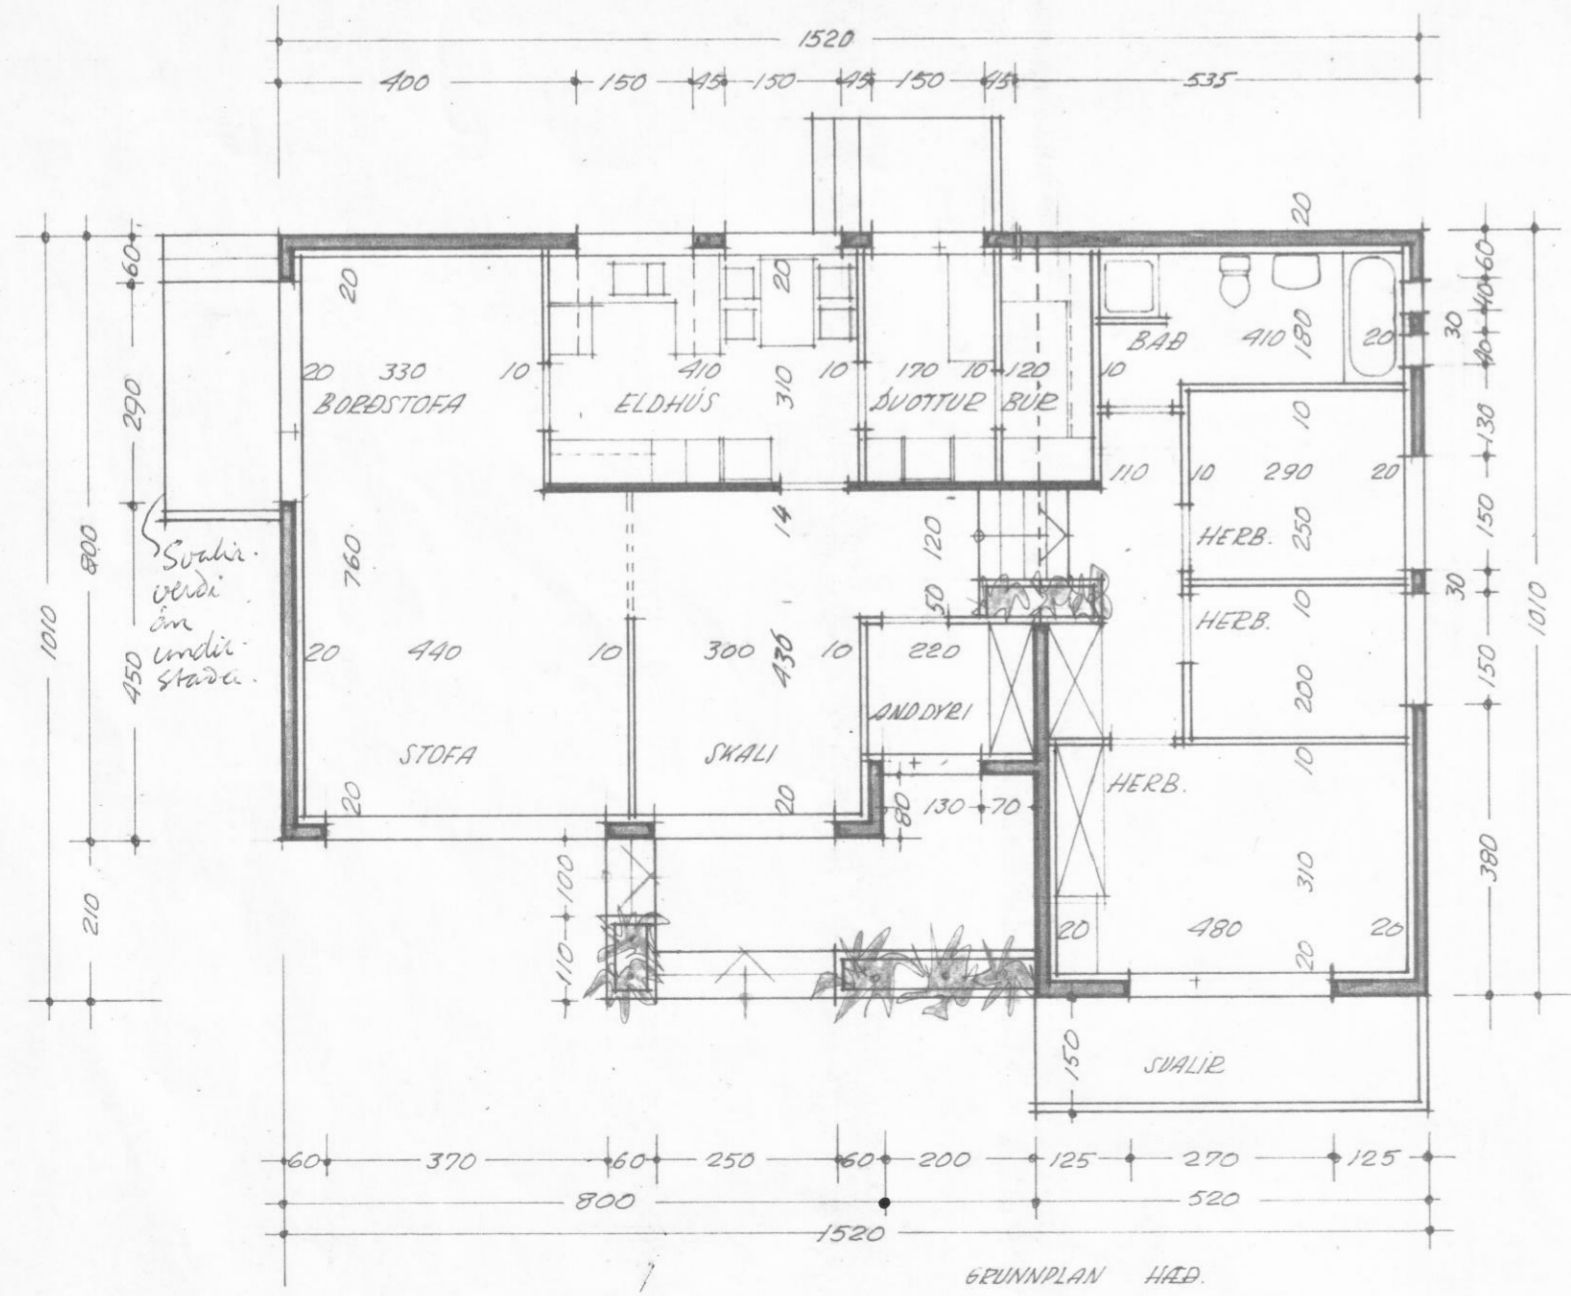 1520
400 150 45 150 45 150 45 535
20
60 290 450
800 210
1010
20 20
20 330 10 410 10 170 10 120 10
BORÐSTOFA ELDHÚS ÞVOTTUR BÚR
310
BAÐ 410 180 20
60 40 30 40 130 150 30 150 380
1010
110 10 290 20
10
HERB. 250
HERB. 10
200
Svalir
verði
án
undir-
staða.
760
14
120
50
20 440 10 300 430 10 220
ANDDYRI
STOFA SKALI
20 20
80 130 70
HERB. 10
310
20 480 20
20
100
110
150 SVALIR
60 370 60 250 60 200 125 270 125
800 520
1520
GRUNNPLAN HÆÐ.